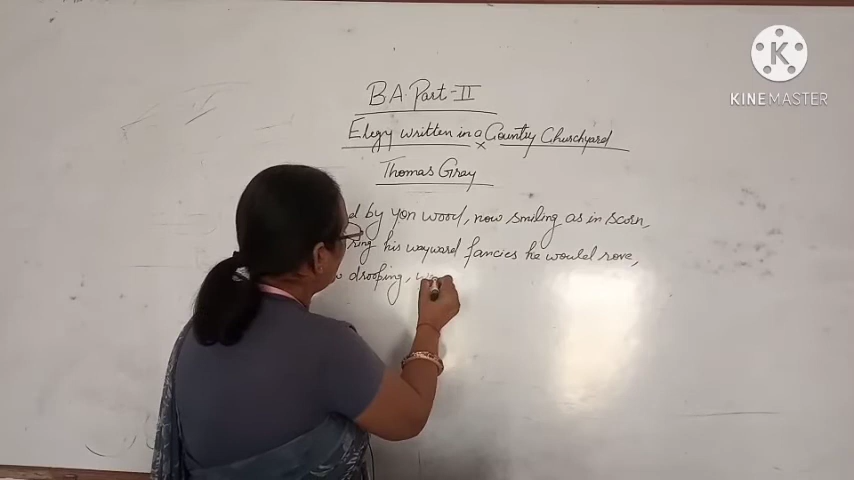 BA Part-II
Elegy written in a Country Churchyard
Thomas Gray
by yon wood, now smiling as in scorn,
his wayward fancies he would rove,
drooping,
KINEMASTER